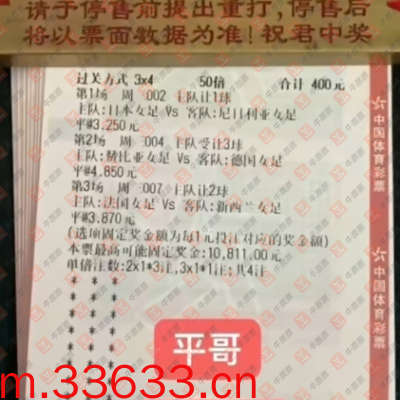 请于停售前提出重打,停售后
将以票面数据为准!祝君中奖
过关方式 3x4 50倍 合计 400元
第1场 周 002 主队让1球
主队:日本女足 Vs 客队:尼日利亚女足
平#3.250元
第2场 周 :004 主队受让3球
主队:赞比亚女足 Vs 客队:德国女足
平#4.850元
第3场 周 :007 主队让2球
主队:法国女足 Vs 客队:新西兰女足
平#3.870元
(选项固定奖金额为每1元投注对应的奖金额)
本票最高可能固定奖金:10,811.00元
单倍注数:2x1*3注,3x1*1注;共4注
中国体育彩票
中国体育彩票
平哥
m.33633.cn